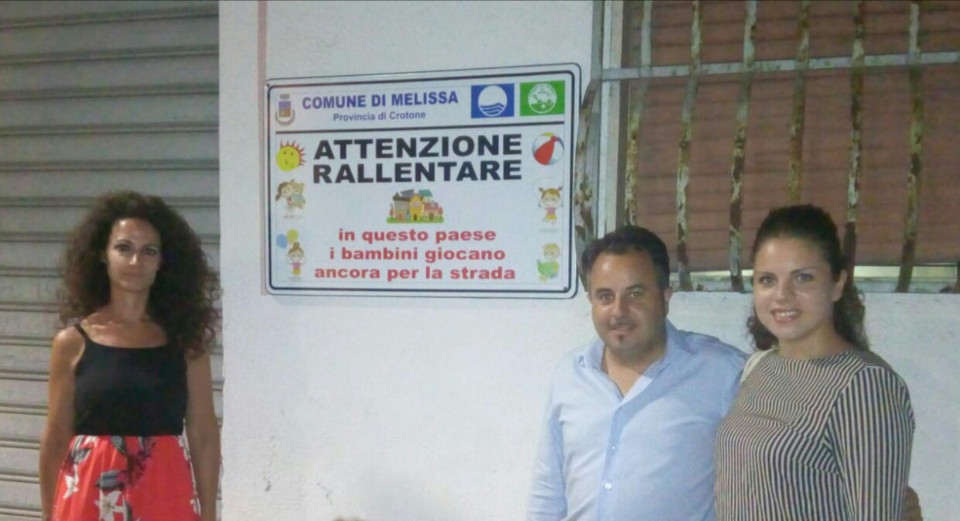 COMUNE DI MELISSA
Provincia di Crotone
ATTENZIONE
RALLENTARE
in questo paese
i bambini giocano
ancora per la strada